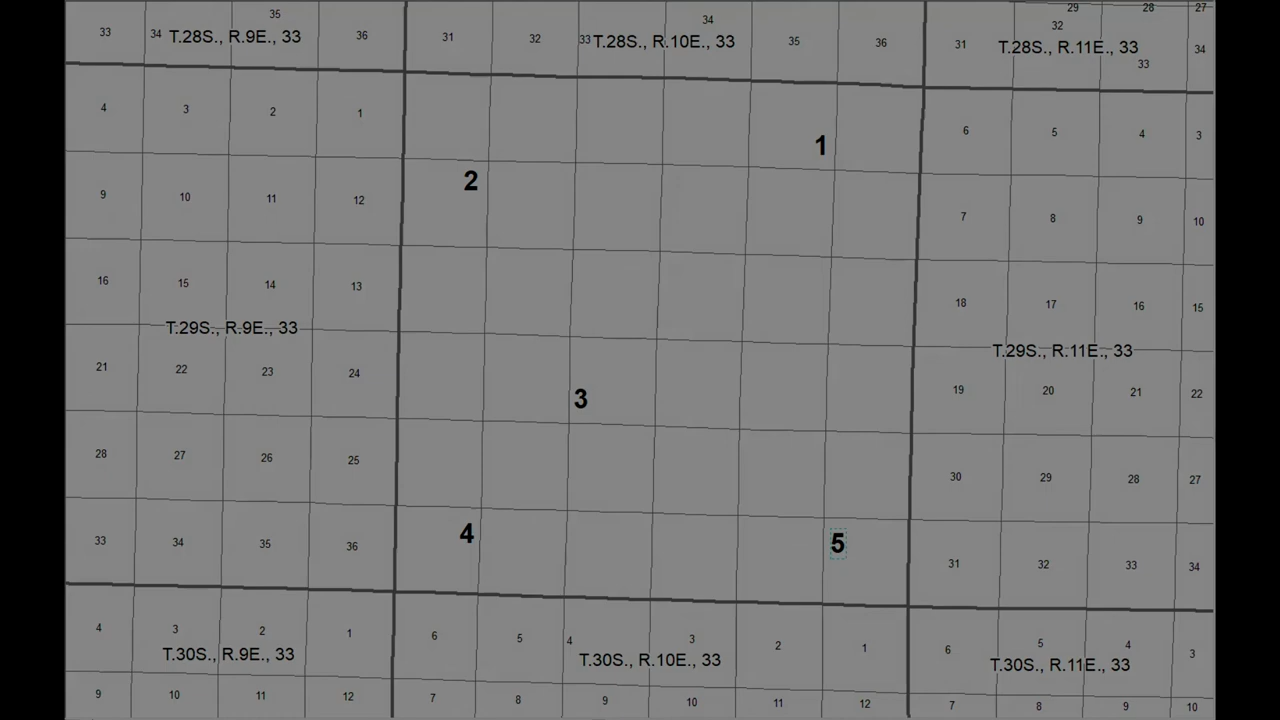 35 34 29 28 27
33 34 T.28S., R.9E., 33 36 31 32 33 T.28S., R.10E., 33 35 36 31 32 T.28S., R.11E., 33 34
33
4 3 2 1 6 5 4 3
1
2
9 10 11 12 7 8 9 10
16 15 14 13 18 17 16 15
T.29S., R.9E., 33 T.29S., R.11E., 33
21 22 23 24 19 20 21 22
3
28 27 26 25 30 29 28 27
4 5
33 34 35 36 31 32 33 34
4 3 2 1 6 5 4 3 2 1 6 5 4 3
T.30S., R.9E., 33 T.30S., R.10E., 33 T.30S., R.11E., 33
9 10 11 12 7 8 9 10 11 12 7 8 9 10